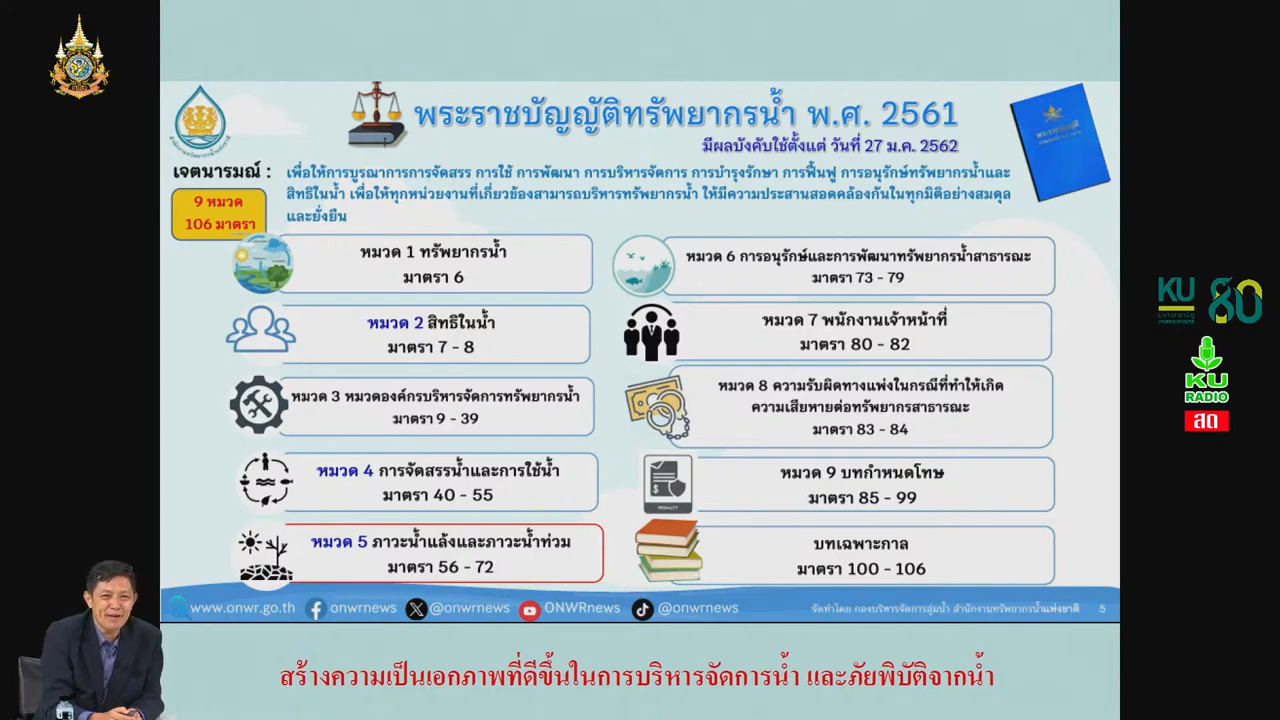 พระราชบัญญัติทรัพยากรน้ำ พ.ศ. 2561
มีผลบังคับใช้ตั้งแต่ วันที่ 27 ม.ค. 2562
เจตนารมณ์ :
เพื่อให้การบูรณาการการจัดสรร การใช้ การพัฒนา การบริหารจัดการ การบำรุงรักษา การฟื้นฟู การอนุรักษ์ทรัพยากรน้ำและ
สิทธิในน้ำ เพื่อให้ทุกหน่วยงานที่เกี่ยวข้องสามารถบริหารทรัพยากรน้ำ ให้มีความประสานสอดคล้องกันในทุกมิติอย่างสมดุล
และยั่งยืน
9 หมวด
106 มาตรา
หมวด 1 ทรัพยากรน้ำ
มาตรา 6
หมวด 2 สิทธิในน้ำ
มาตรา 7 - 8
หมวด 3 หมวดองค์กรบริหารจัดการทรัพยากรน้ำ
มาตรา 9 - 39
หมวด 4 การจัดสรรน้ำและการใช้น้ำ
มาตรา 40 - 55
หมวด 5 ภาวะน้ำแล้งและภาวะน้ำท่วม
มาตรา 56 - 72
หมวด 6 การอนุรักษ์และการพัฒนาทรัพยากรน้ำสาธารณะ
มาตรา 73 - 79
หมวด 7 พนักงานเจ้าหน้าที่
มาตรา 80 - 82
หมวด 8 ความรับผิดทางแพ่งในกรณีที่ทำให้เกิด
ความเสียหายต่อทรัพยากรสาธารณะ
มาตรา 83 - 84
PENALTY
หมวด 9 บทกำหนดโทษ
มาตรา 85 - 99
บทเฉพาะกาล
มาตรา 100 - 106
www.onwr.go.th onwrnews @onwrnews ONWRnews @onwrnews
จัดทำโดย กองบริหารจัดการลุ่มน้ำ สำนักงานทรัพยากรน้ำแห่งชาติ 5
KU 80
KU
RADIO
สด
สร้างความเป็นเอกภาพที่ดีขึ้นในการบริหารจัดการน้ำ และภัยพิบัติจากน้ำ